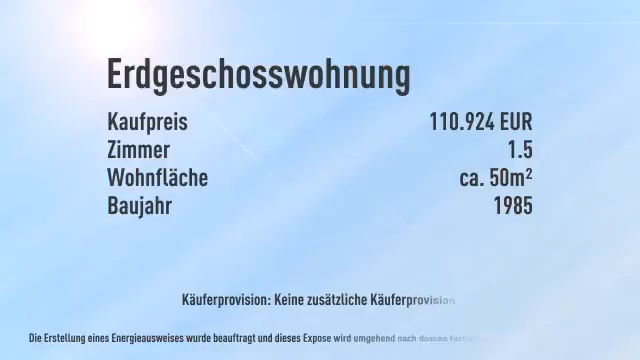 Erdgeschosswohnung
Kaufpreis 110.924 EUR
Zimmer 1.5
Wohnfläche ca. 50m²
Baujahr 1985
Käuferprovision: Keine zusätzliche Käuferprovision
Die Erstellung eines Energieausweises wurde beauftragt und dieses Expose wird umgehend nach dessen